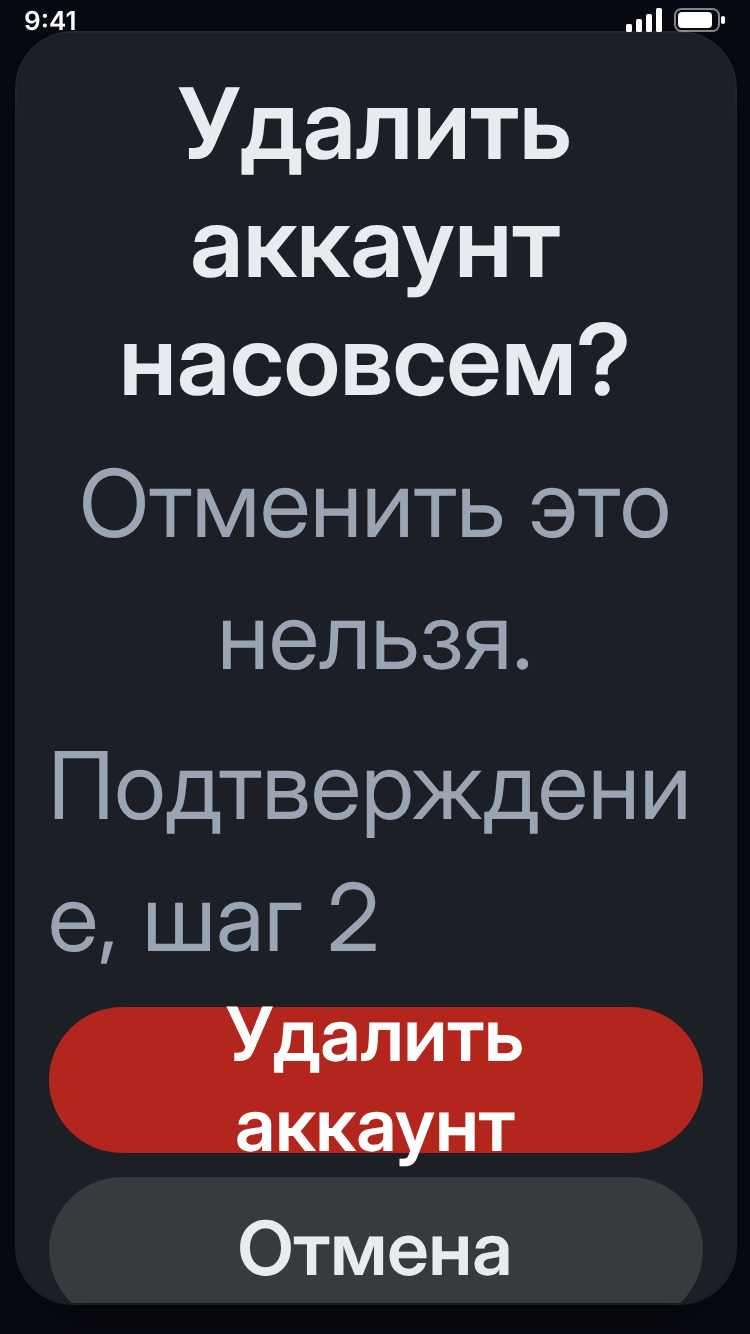 9:41
Удалить
аккаунт
насовсем?
Отменить это
нельзя.
Подтверждени
е, шаг 2
Удалить
аккаунт
Отмена